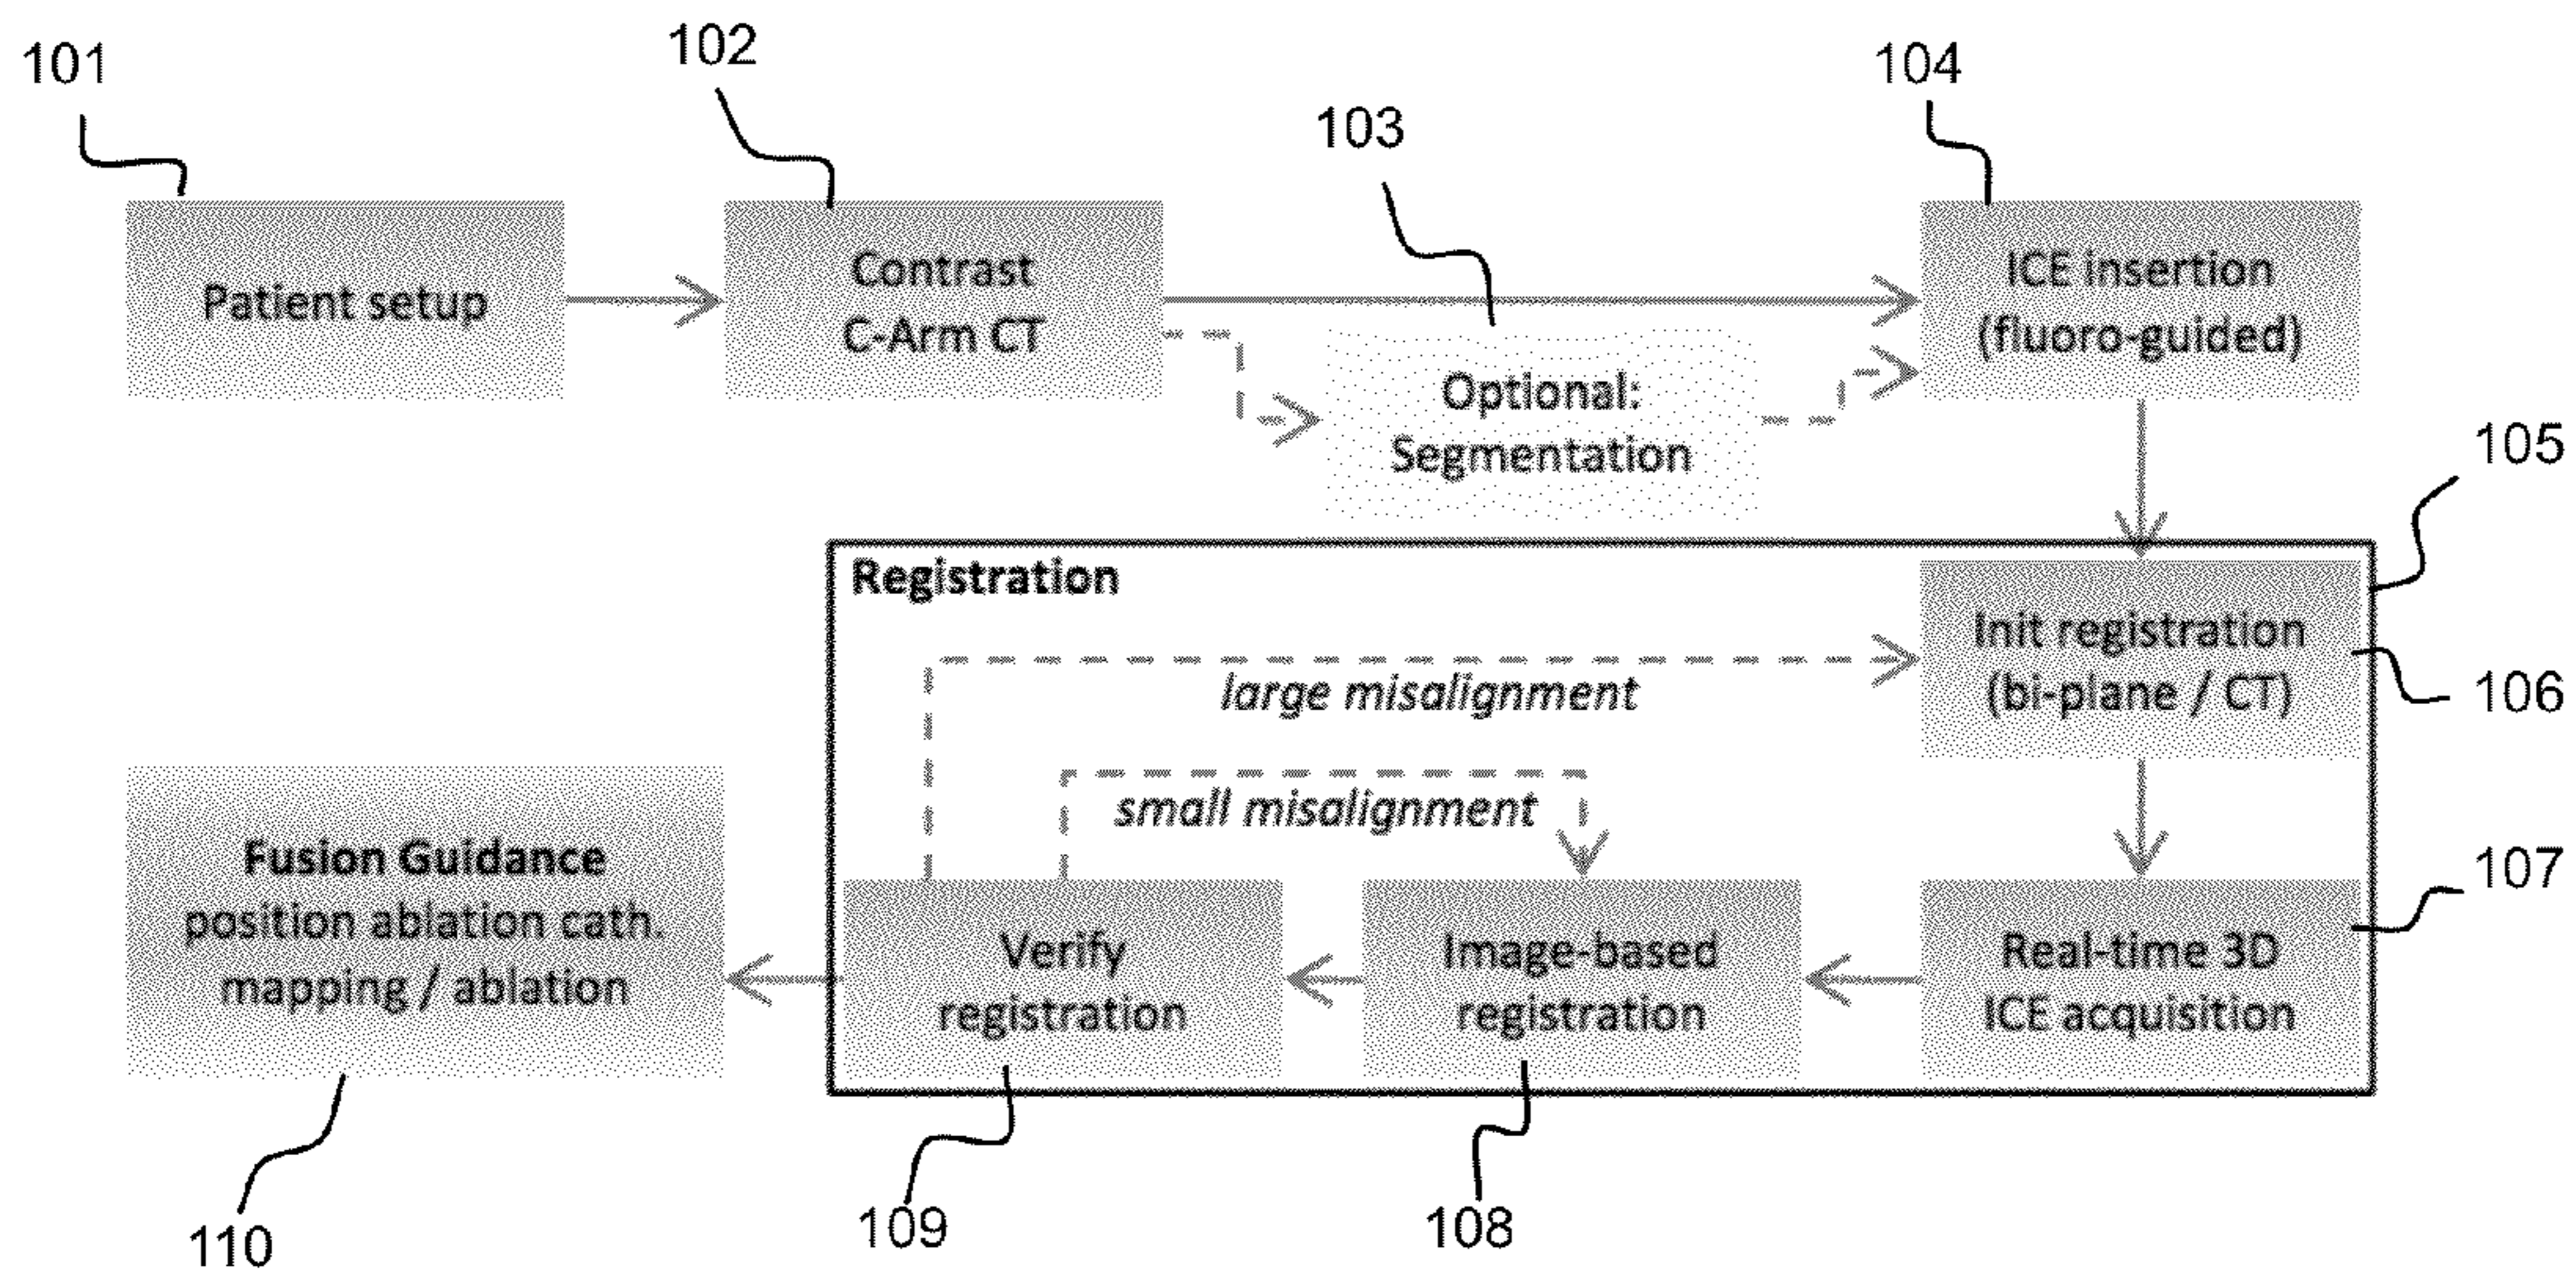 101
102
103
104
Patient setup
Contrast
C-Arm CT
Optional:
Segmentation
ICE insertion
(fluoro-guided)
105
Registration
Init registration
(bi-plane / CT)
106
large misalignment
small misalignment
107
Fusion Guidance
position ablation cath.
mapping / ablation
Verify
registration
Image-based
registration
Real-time 3D
ICE acquisition
110
109
108